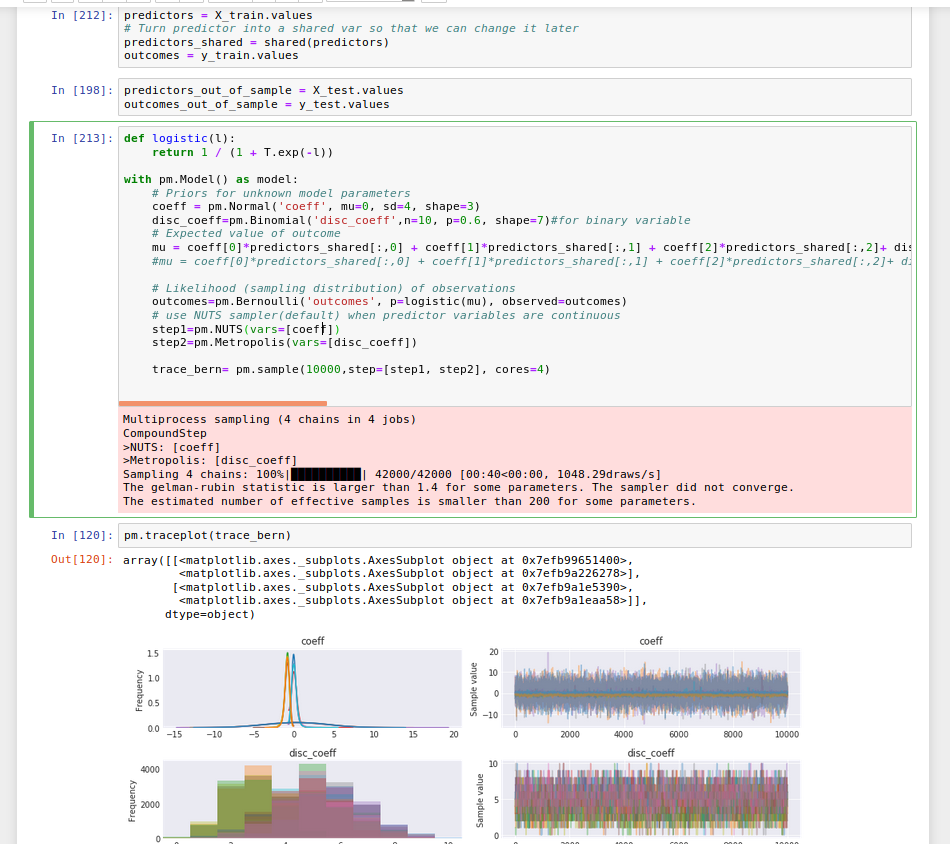 In [212]: predictors = X_train.values
# Turn predictor into a shared var so that we can change it later
predictors_shared = shared(predictors)
outcomes = y_train.values
In [198]: predictors_out_of_sample = X_test.values
outcomes_out_of_sample = y_test.values
In [213]: def logistic(l):
    return 1 / (1 + T.exp(-l))
with pm.Model() as model:
    # Priors for unknown model parameters
    coeff = pm.Normal('coeff', mu=0, sd=4, shape=3)
    disc_coeff=pm.Binomial('disc_coeff',n=10, p=0.6, shape=7)#for binary variable
    # Expected value of outcome
    mu = coeff[0]*predictors_shared[:,0] + coeff[1]*predictors_shared[:,1] + coeff[2]*predictors_shared[:,2]+ dis
    #mu = coeff[0]*predictors_shared[:,0] + coeff[1]*predictors_shared[:,1] + coeff[2]*predictors_shared[:,2]+ di
    # Likelihood (sampling distribution) of observations
    outcomes=pm.Bernoulli('outcomes', p=logistic(mu), observed=outcomes)
    # use NUTS sampler(default) when predictor variables are continuous
    step1=pm.NUTS(vars=[coeff])
    step2=pm.Metropolis(vars=[disc_coeff])
    trace_bern= pm.sample(10000,step=[step1, step2], cores=4)
Multiprocess sampling (4 chains in 4 jobs)
CompoundStep
>NUTS: [coeff]
>Metropolis: [disc_coeff]
Sampling 4 chains: 100%|██████████| 42000/42000 [00:40<00:00, 1048.29draws/s]
The gelman-rubin statistic is larger than 1.4 for some parameters. The sampler did not converge.
The estimated number of effective samples is smaller than 200 for some parameters.
In [120]: pm.traceplot(trace_bern)
Out[120]: array([[<matplotlib.axes._subplots.AxesSubplot object at 0x7efb99651400>,
<matplotlib.axes._subplots.AxesSubplot object at 0x7efb9a226278>],
[<matplotlib.axes._subplots.AxesSubplot object at 0x7efb9a1e5390>,
<matplotlib.axes._subplots.AxesSubplot object at 0x7efb9a1eaa58>]],
dtype=object)
coeff
Frequency
1.5
1.0
0.5
0.0
−15 −10 −5 0 5 10 15 20
coeff
Sample value
20
10
0
−10
0 2000 4000 6000 8000 10000
disc_coeff
Frequency
4000
2000
0
disc_coeff
Sample value
10
5
0